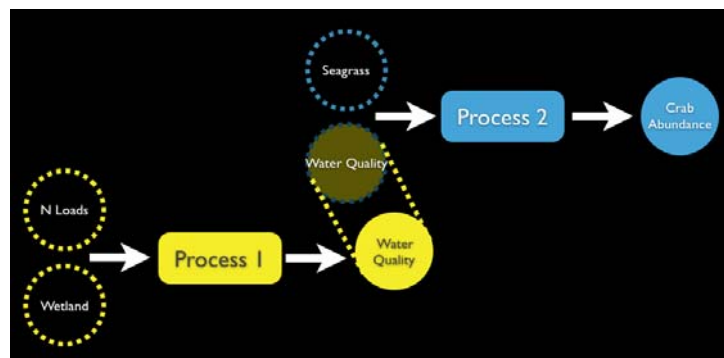 Seagrass
Process 2
Crab
Abundance
Water Quality
N Loads
Process 1
Water
Quality
Wetland